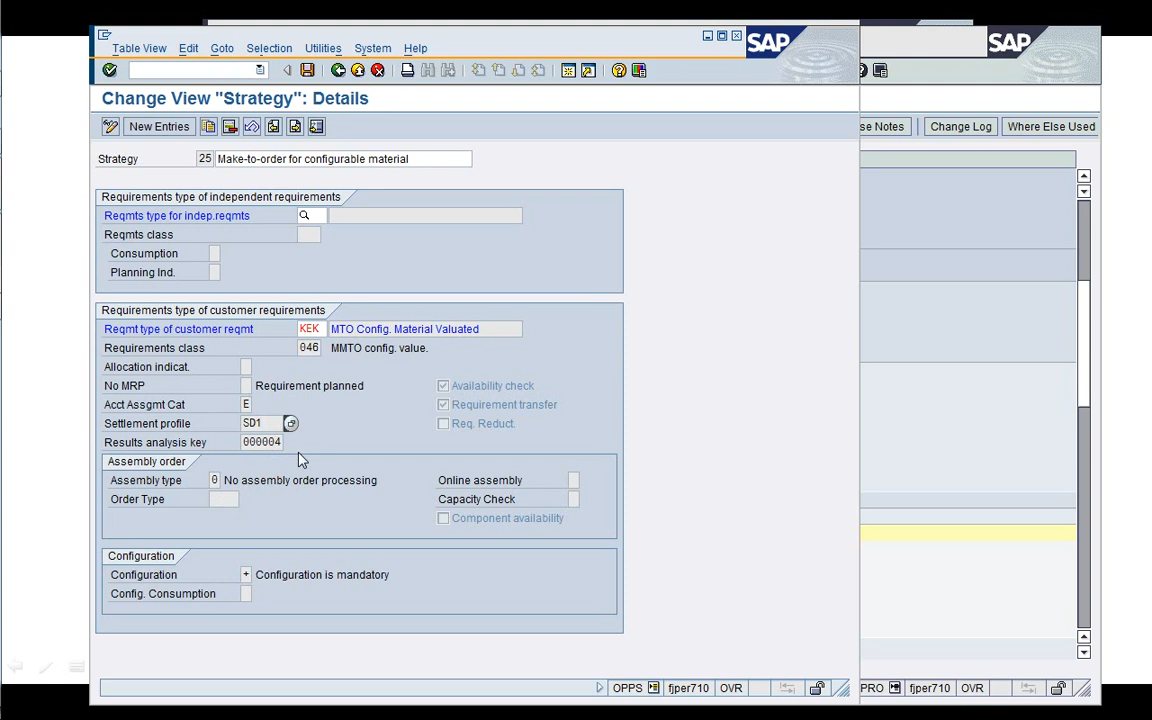 Table View Edit Goto Selection Utilities System Help
SAP
SAP
Change View "Strategy": Details
New Entries
se Notes Change Log Where Else Used
Strategy 25 Make-to-order for configurable material
Requirements type of independent requirements
Reqmts type for indep.reqmts
Reqmts class
Consumption
Planning Ind.
Requirements type of customer requirements
Reqmt type of customer reqmt KEK MTO Config. Material Valuated
Requirements class 046 MMTO config. value.
Allocation indicat.
No MRP Requirement planned Availability check
Acct Assgmt Cat E Requirement transfer
Settlement profile SD1 Req. Reduct.
Results analysis key 000004
Assembly order
Assembly type 0 No assembly order processing Online assembly
Order Type Capacity Check
Component availability
Configuration
Configuration + Configuration is mandatory
Config. Consumption
OPPS fjper710 OVR PRO fjper710 OVR